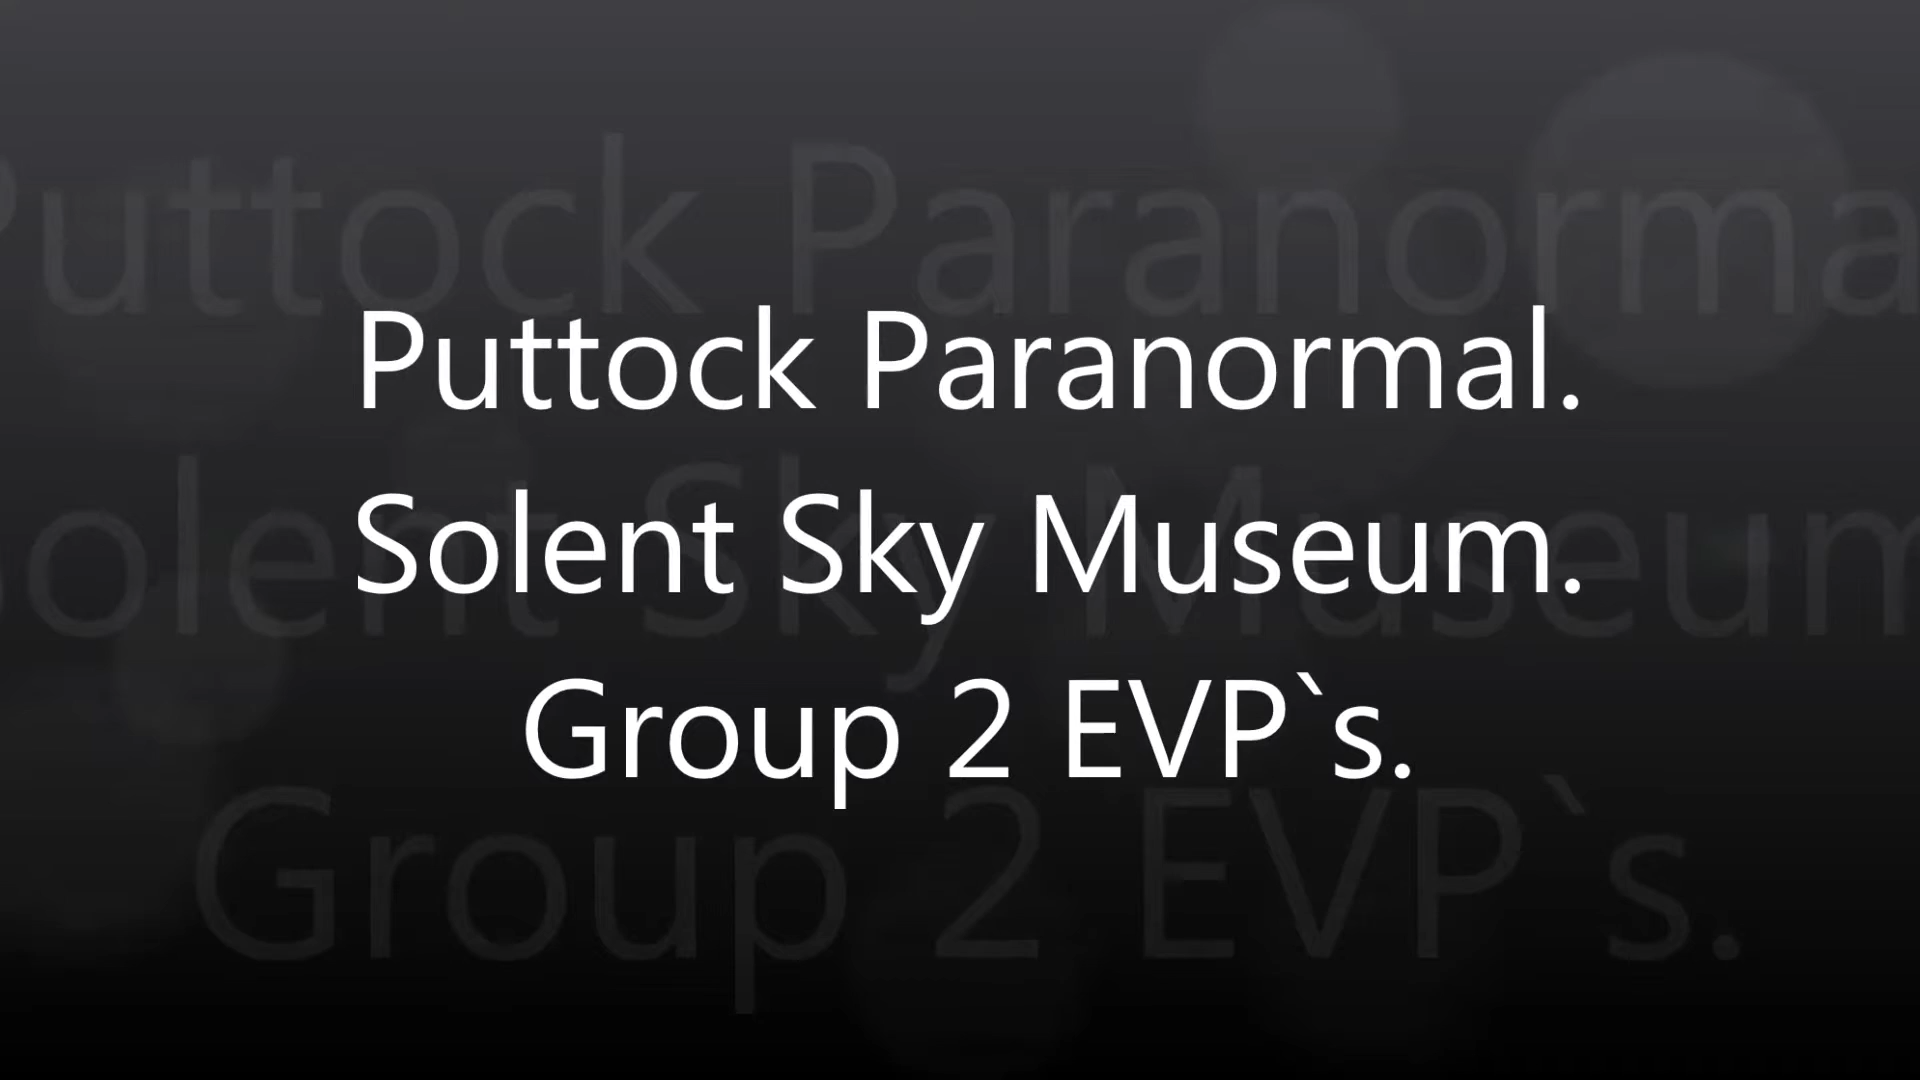 Puttock Paranormal.
Solent Sky Museum.
Group 2 EVP`s.